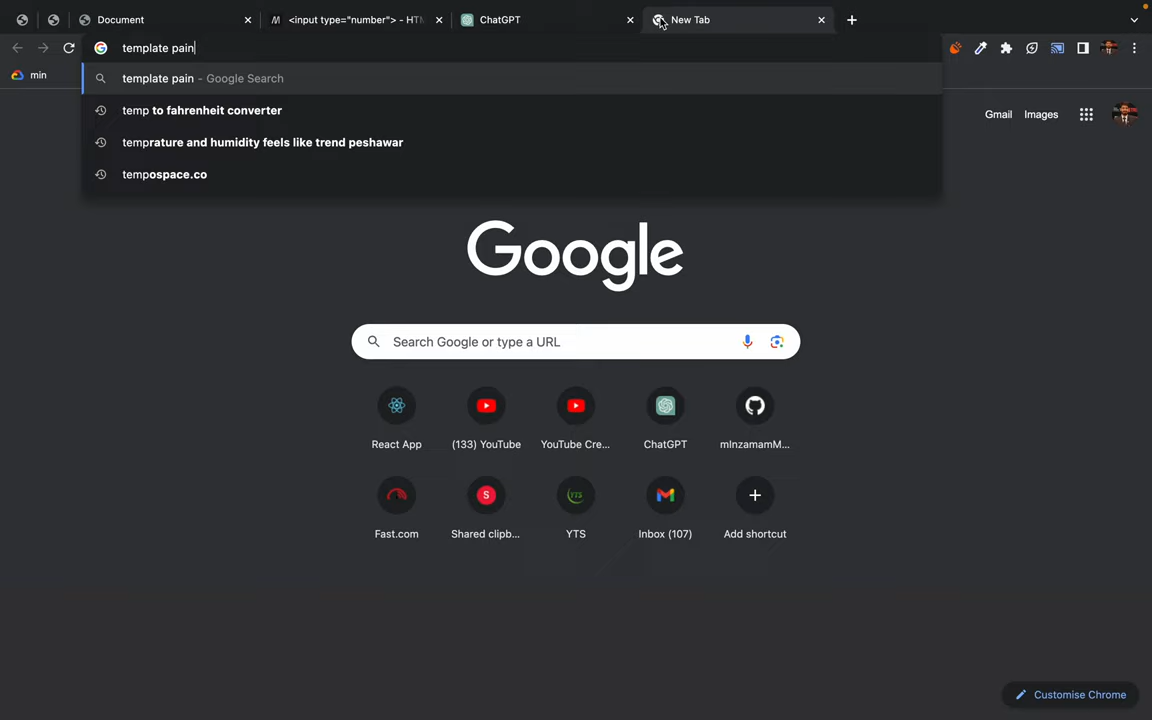 Document
<input type="number"> - HTM
ChatGPT
New Tab
template pain
min
template pain - Google Search
temp to fahrenheit converter
temprature and humidity feels like trend peshawar
tempospace.co
Gmail
Images
Google
Search Google or type a URL
React App
(133) YouTube
YouTube Cre...
ChatGPT
mInzamamM...
Fast.com
S
Shared clipb...
YTS
YTS
Inbox (107)
Add shortcut
Customise Chrome